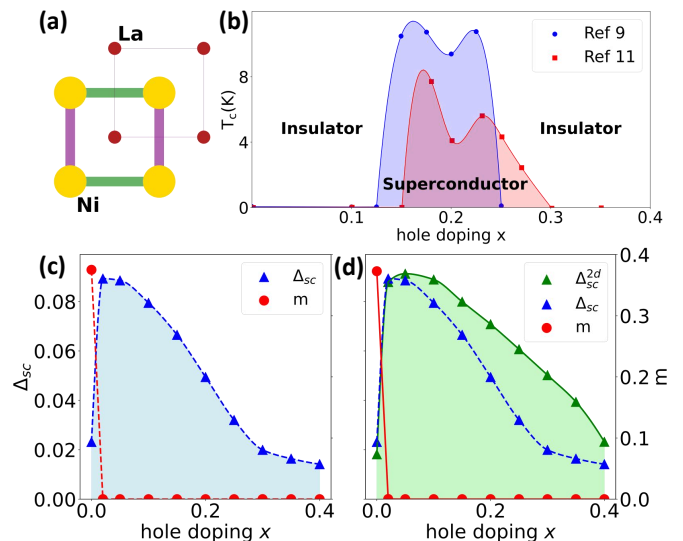 (a)
La
Ni
(b)
T_c(K)
8
4
0
0.1
0.2
0.3
0.4
hole doping x
Insulator
Superconductor
Insulator
Ref 9
Ref 11
(c)
Δ_sc
0.08
0.06
0.04
0.02
0.00
0.0
0.2
0.4
hole doping x
Δ_sc
m
(d)
Δ_sc^2d
Δ_sc
m
0.4
0.3
0.2
0.1
0.0
m
0.0
0.2
0.4
hole doping x